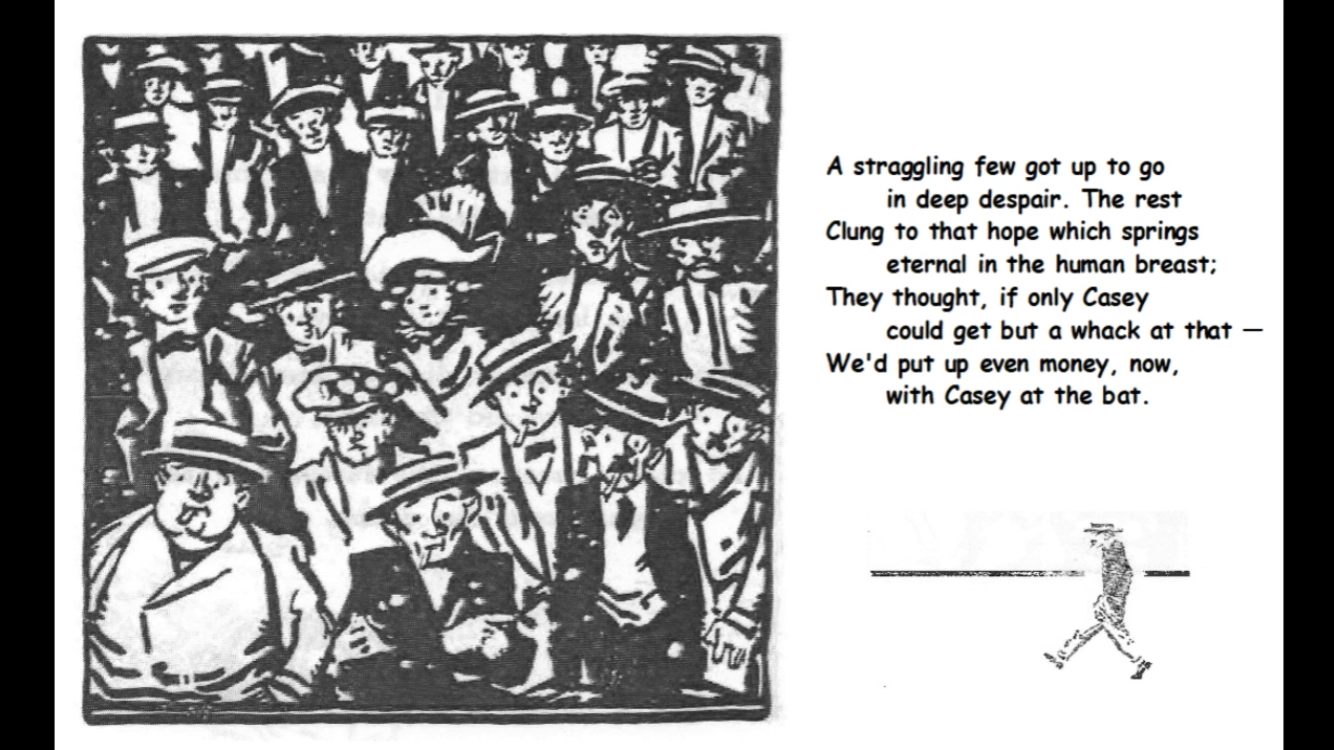 A straggling few got up to go
in deep despair. The rest
Clung to that hope which springs
eternal in the human breast;
They thought, if only Casey
could get but a whack at that —
We'd put up even money, now,
with Casey at the bat.